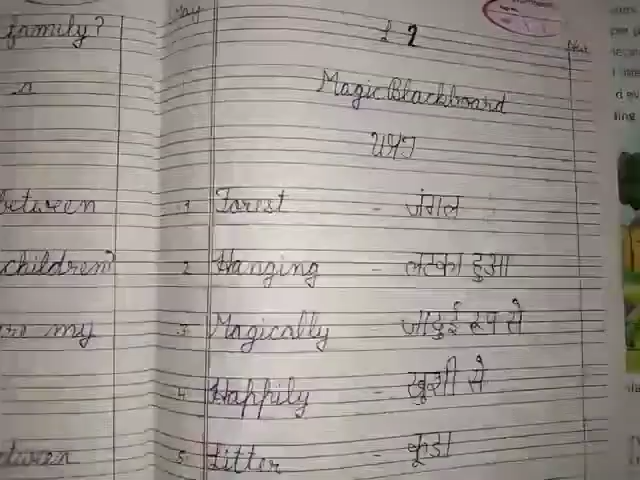 family?
L 2
Magic Blackboard
between
1 Forest - जंगल
children?
2 Hanging - लटका हुआ
my
3 Magically - जादुई रूप से
4 Happily - खुशी से
5 Litter - कूडा